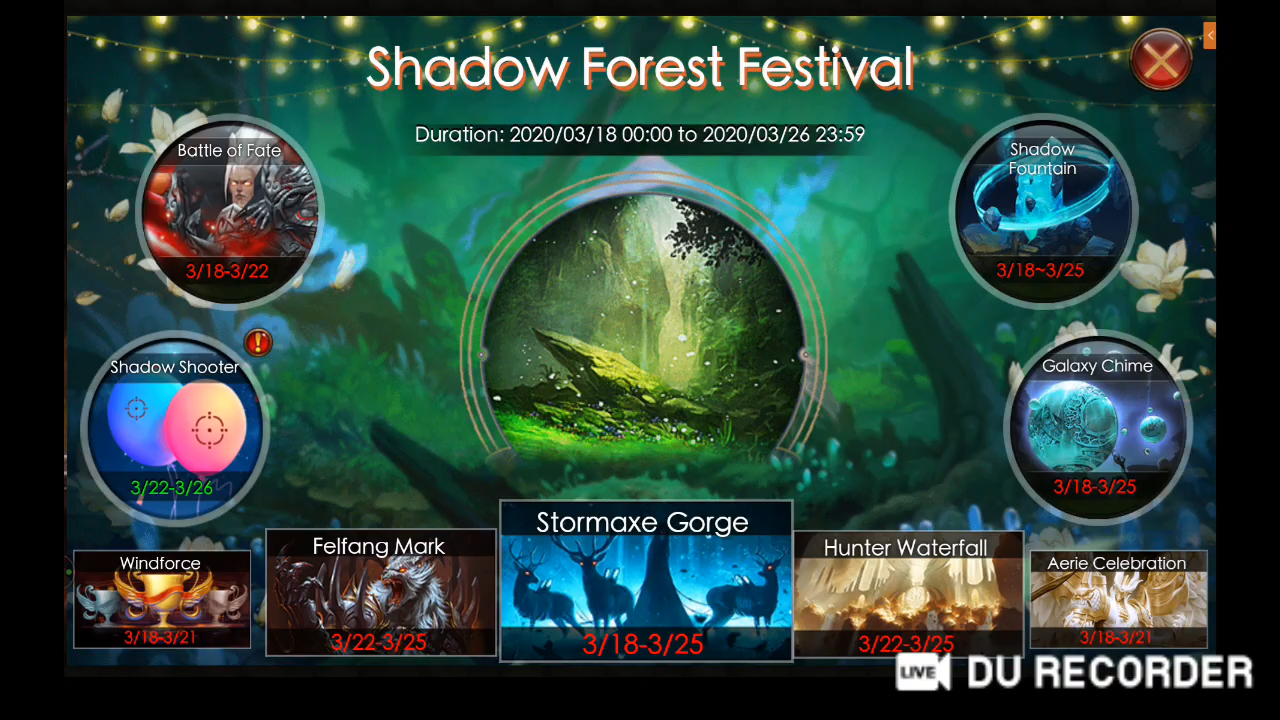 Shadow Forest Festival
Duration: 2020/03/18 00:00 to 2020/03/26 23:59
Battle of Fate
3/18-3/22
Shadow
Fountain
3/18~3/25
Shadow Shooter
3/22-3/26
Galaxy Chime
3/18-3/25
Windforce
3/18-3/21
Felfang Mark
3/22-3/25
Stormaxe Gorge
3/18-3/25
Hunter Waterfall
3/22-3/25
Aerie Celebration
3/18-3/21
LIVE DU RECORDER